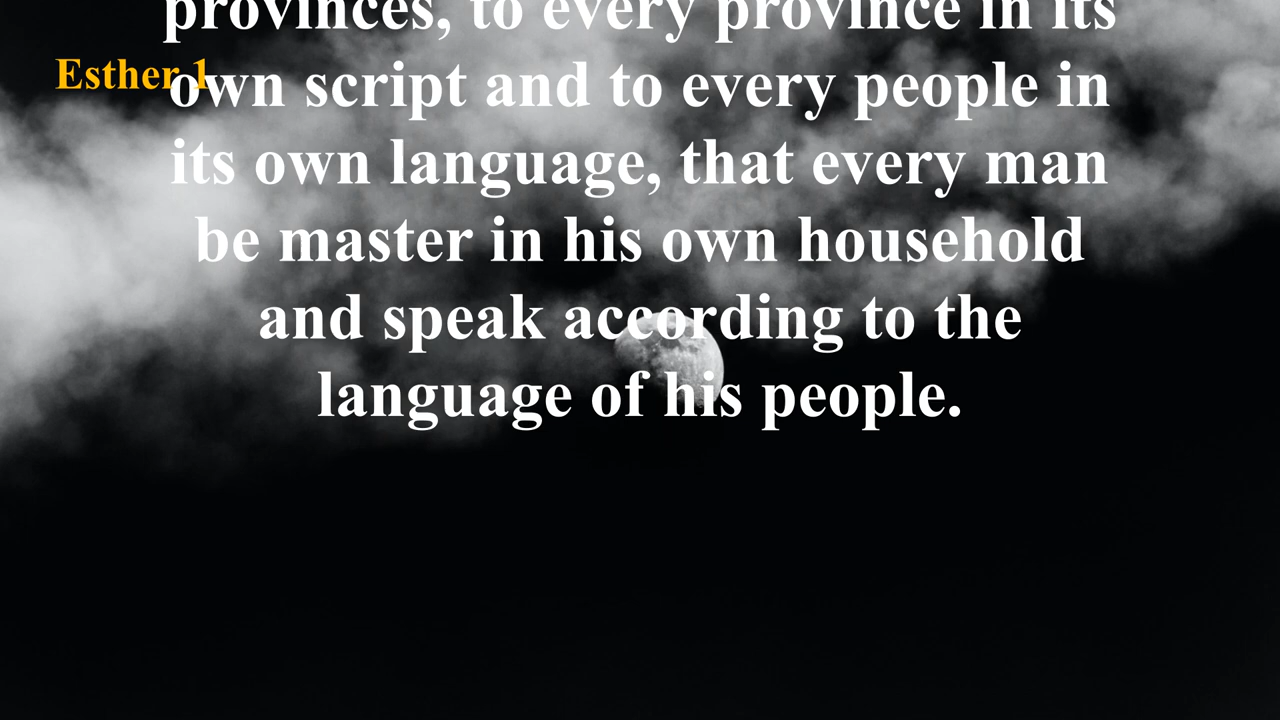 provinces, to every province in its
Esther 1
own script and to every people in
its own language, that every man
be master in his own household
and speak according to the
language of his people.